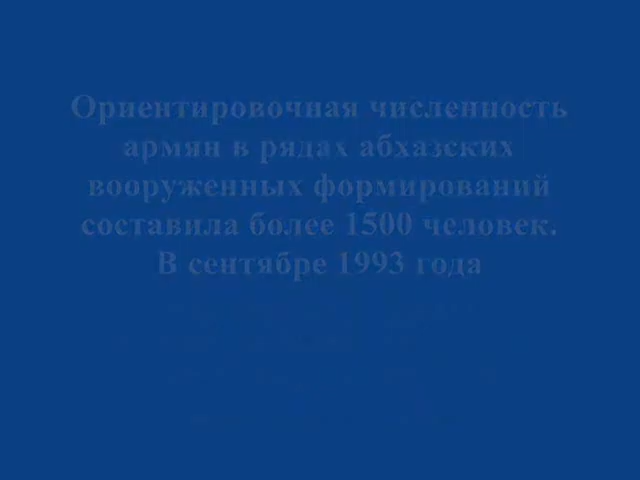 Ориентировочная численность
армян в рядах абхазских
вооруженных формирований
составила более 1500 человек.
В сентябре 1993 года